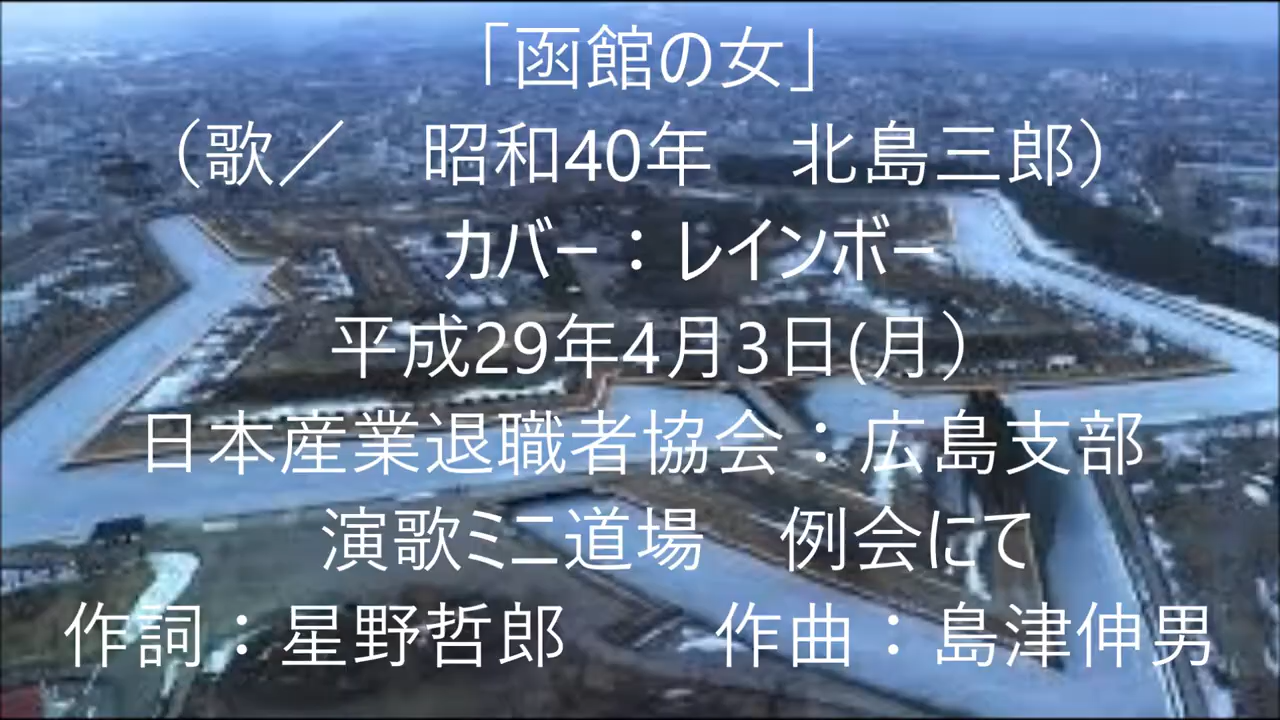 「函館の女」
（歌／　昭和40年　北島三郎）
カバー：レインボー
平成29年4月3日(月）
日本産業退職者協会：広島支部
演歌ミニ道場　例会にて
作詞：星野哲郎　　作曲：島津伸男